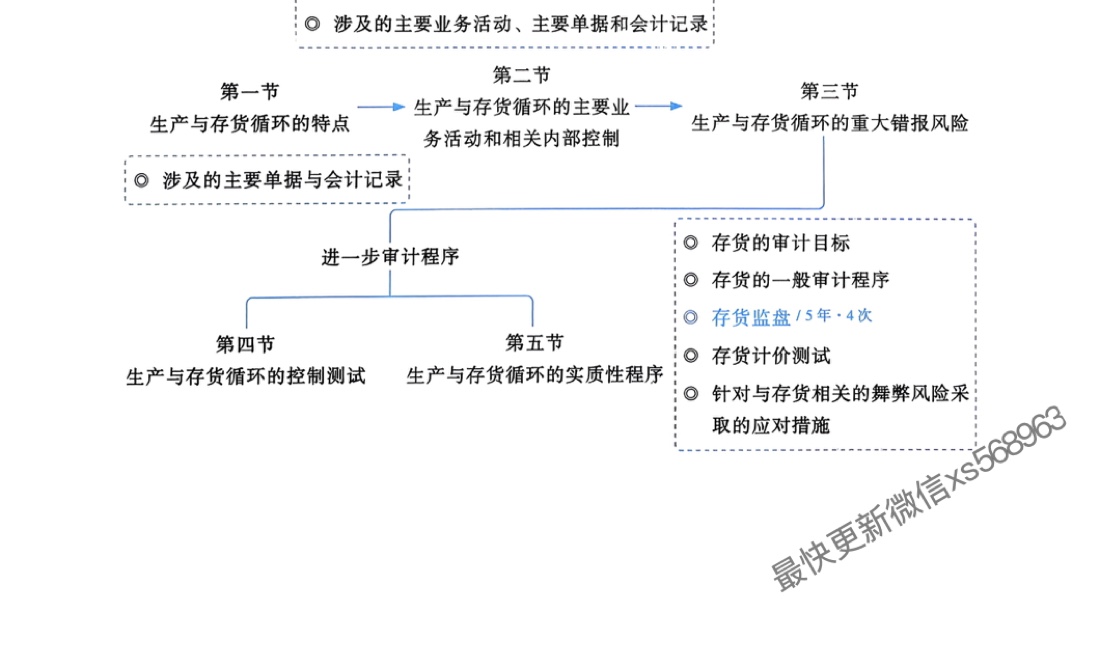 ◎ 涉及的主要业务活动、主要单据和会计记录
第一节
生产与存货循环的特点
第二节
生产与存货循环的主要业
务活动和相关内部控制
第三节
生产与存货循环的重大错报风险
◎ 涉及的主要单据与会计记录
进一步审计程序
第四节
生产与存货循环的控制测试
第五节
生产与存货循环的实质性程序
◎ 存货的审计目标
◎ 存货的一般审计程序
◎ 存货监盘 / 5 年·4 次
◎ 存货计价测试
◎ 针对与存货相关的舞弊风险采
取的应对措施
最快更新微信xs568963